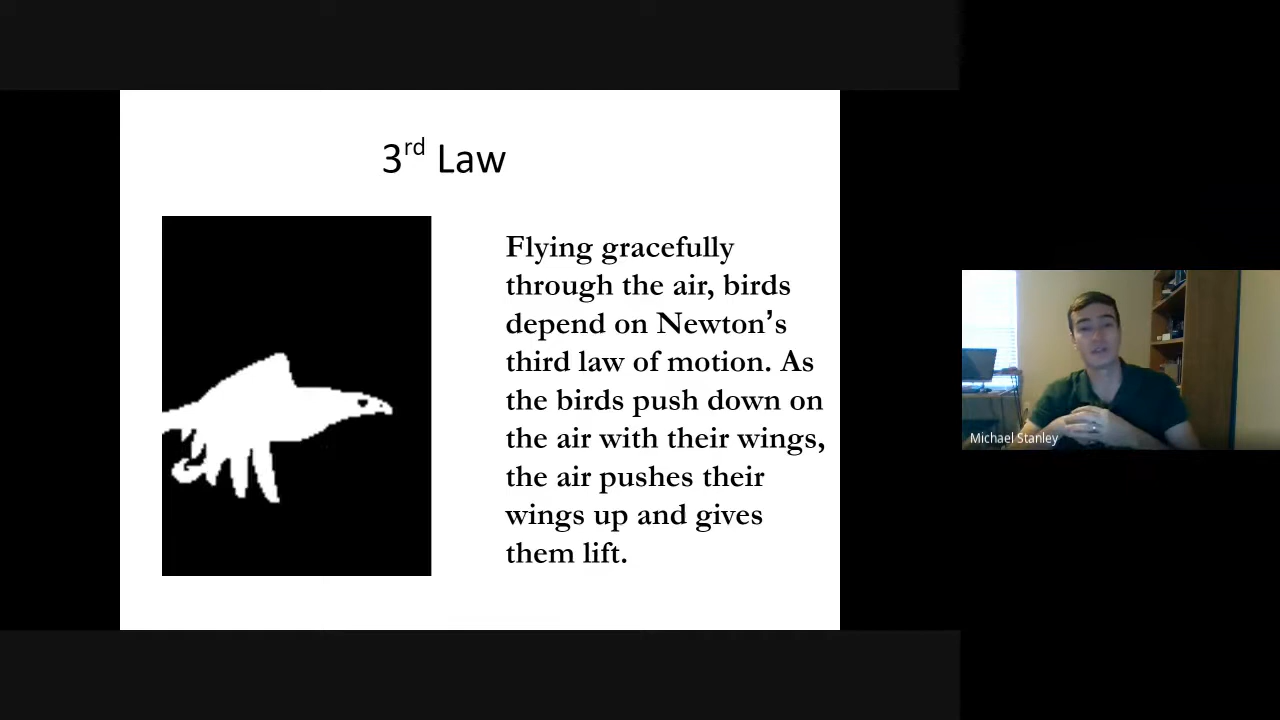 3rd Law
Flying gracefully
through the air, birds
depend on Newton’s
third law of motion. As
the birds push down on
the air with their wings,
the air pushes their
wings up and gives
them lift.
Michael Stanley